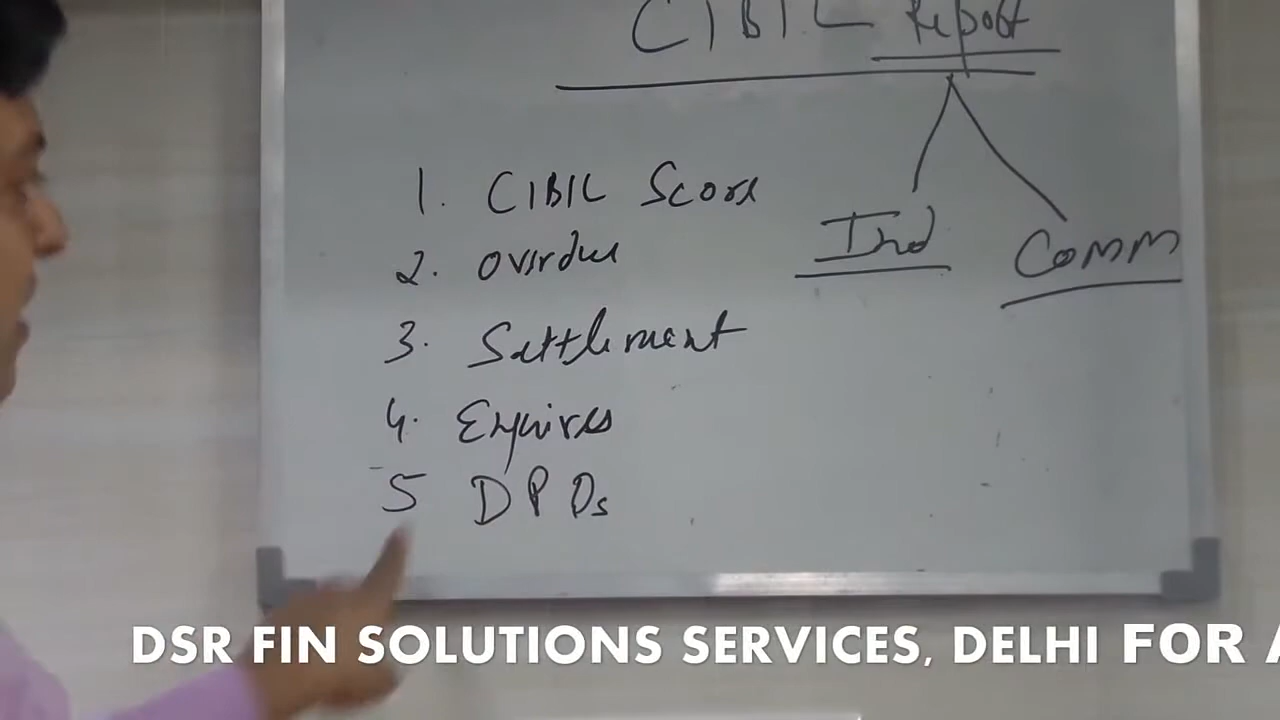 CIBIL Report
Ind
Comm
1. CIBIL Score
2. Overdue
3. Settlement
4. Enquires
5 DPDs
DSR FIN SOLUTIONS SERVICES, DELHI FOR A